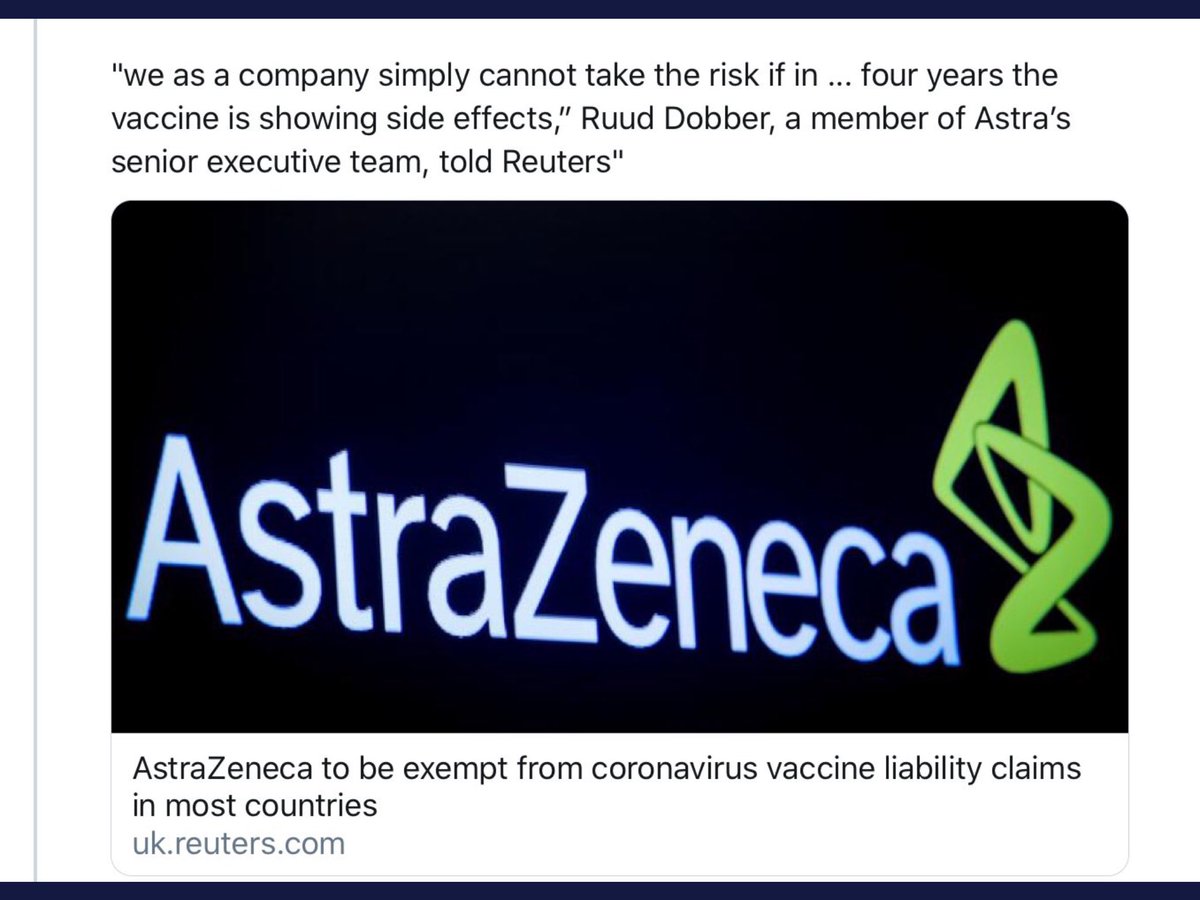 "we as a company simply cannot take the risk if in ... four years the
vaccine is showing side effects,” Ruud Dobber, a member of Astra’s
senior executive team, told Reuters"
AstraZeneca
AstraZeneca to be exempt from coronavirus vaccine liability claims
in most countries
uk.reuters.com